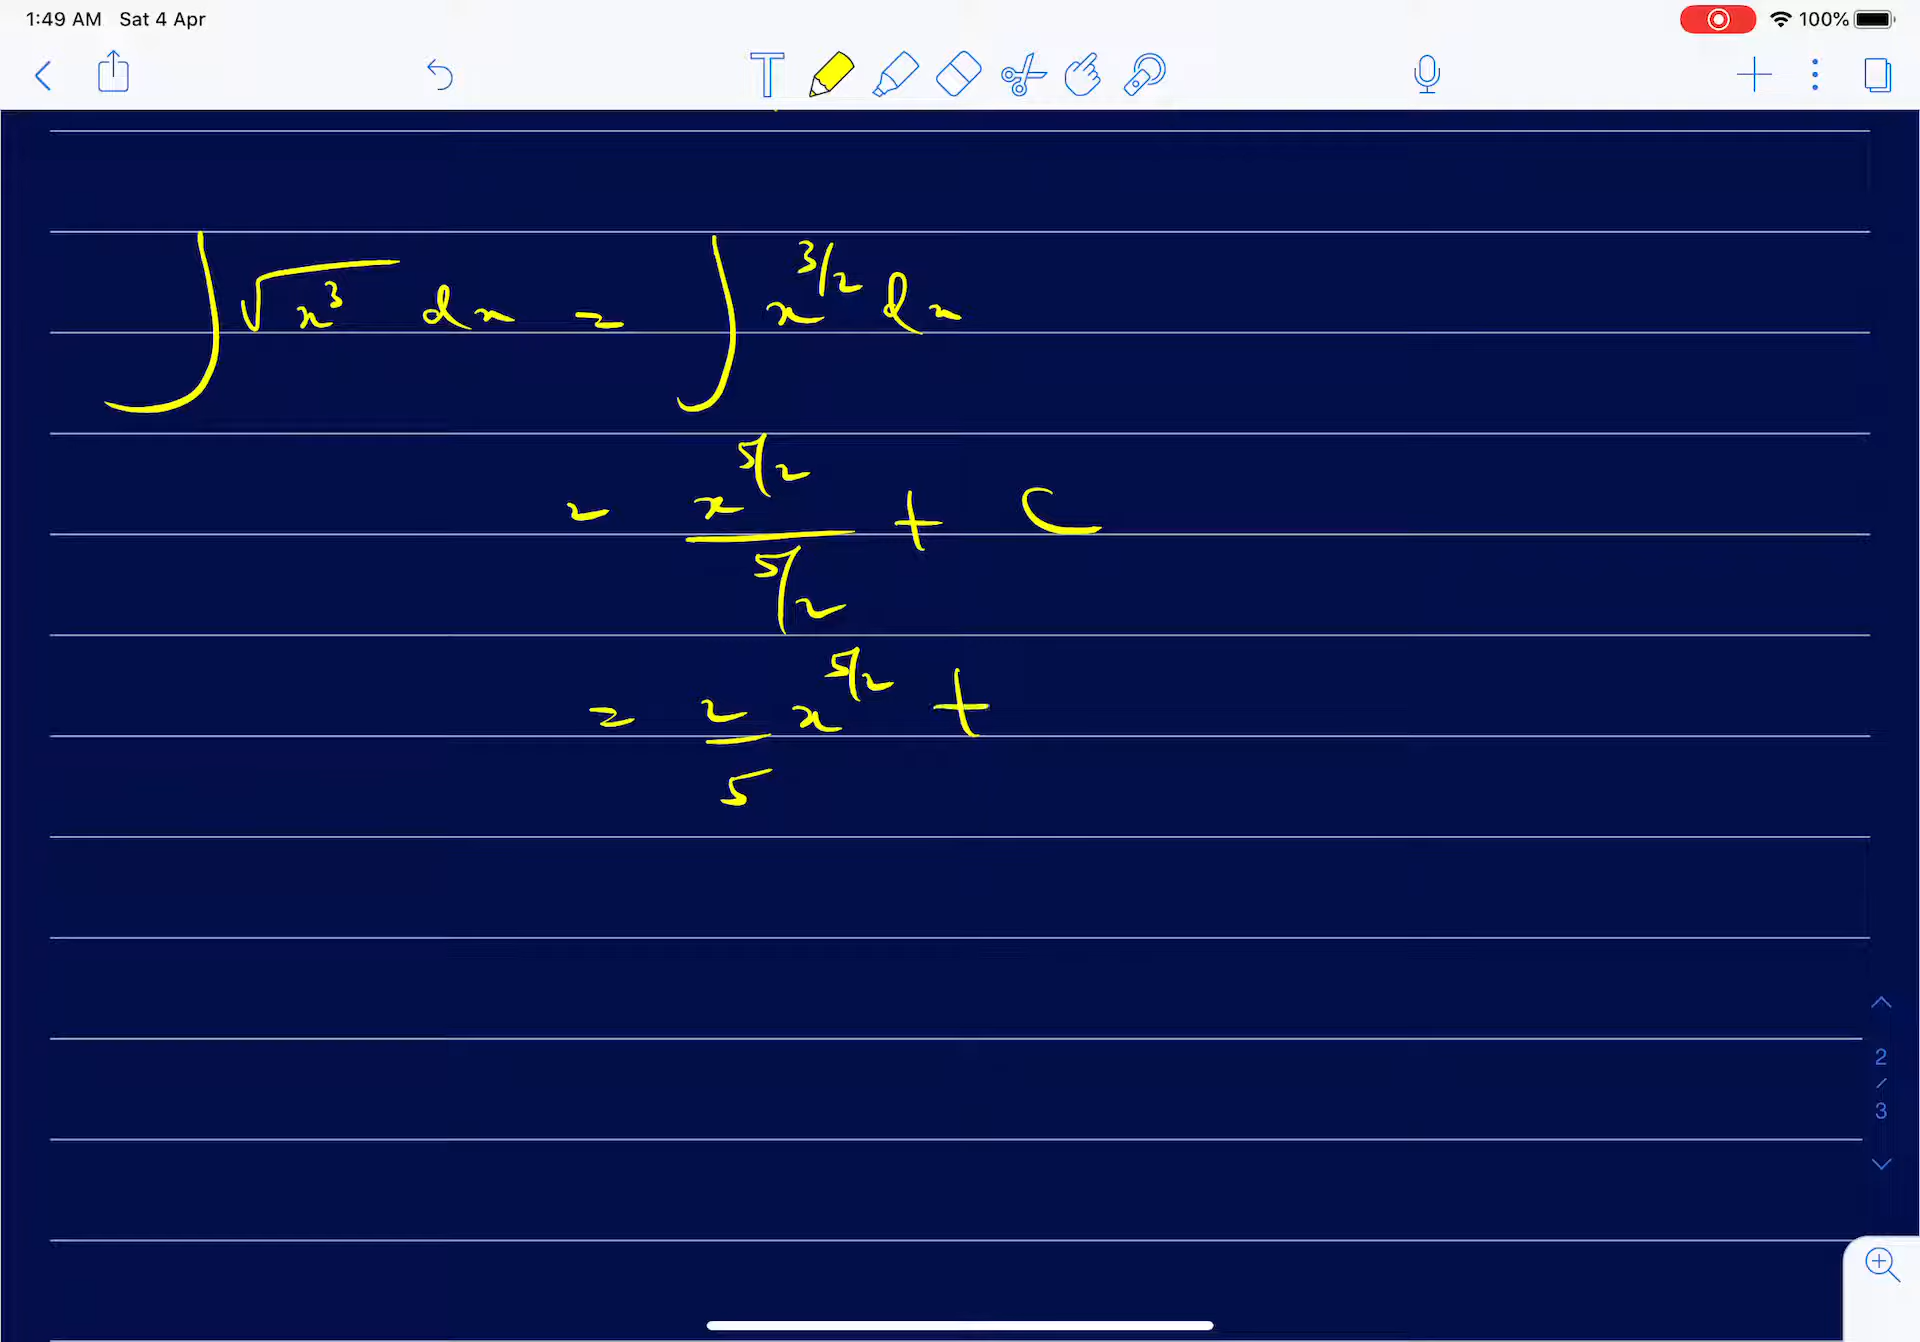 1:49 AM Sat 4 Apr 100%
∫ √x³ dx = ∫ x^3/2 dx
= x^5/2 / 5/2 + C
= 2/5 x^5/2 +
2
/
3